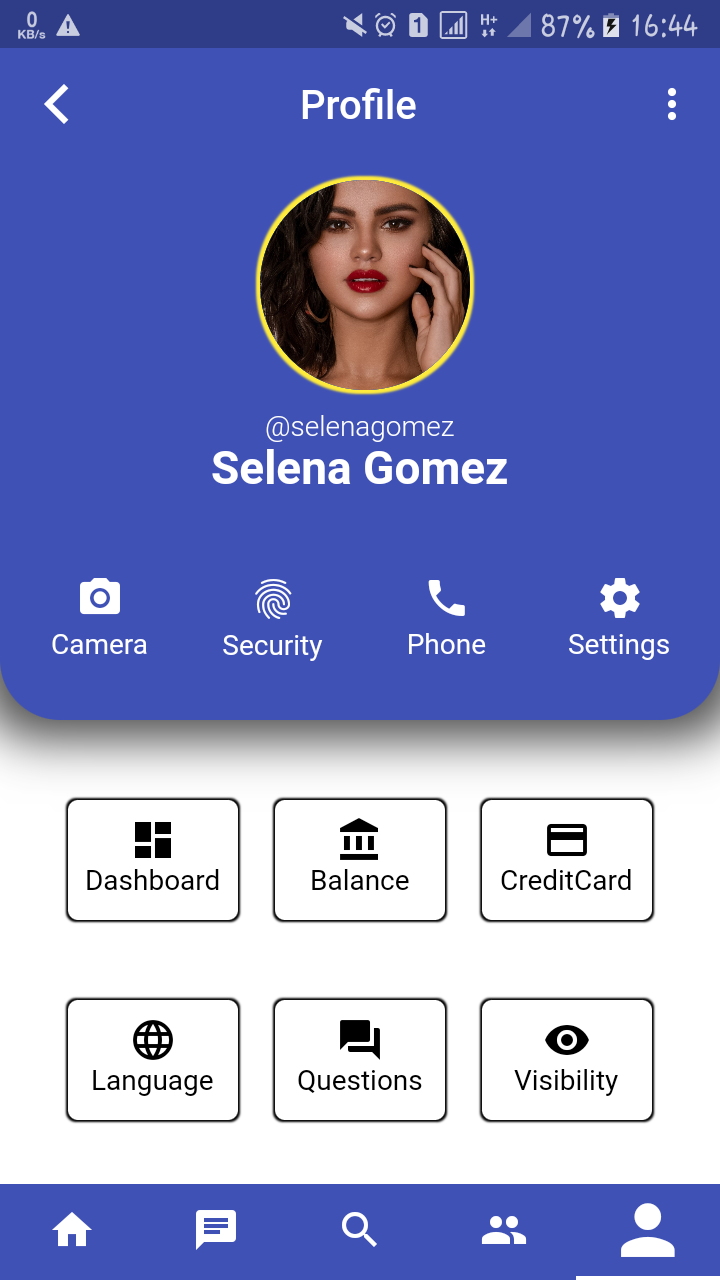 0
KB/s 1 H+ 87% 16:44
Profile
@selenagomez
Selena Gomez
Camera Security Phone Settings
Dashboard Balance CreditCard
Language Questions Visibility